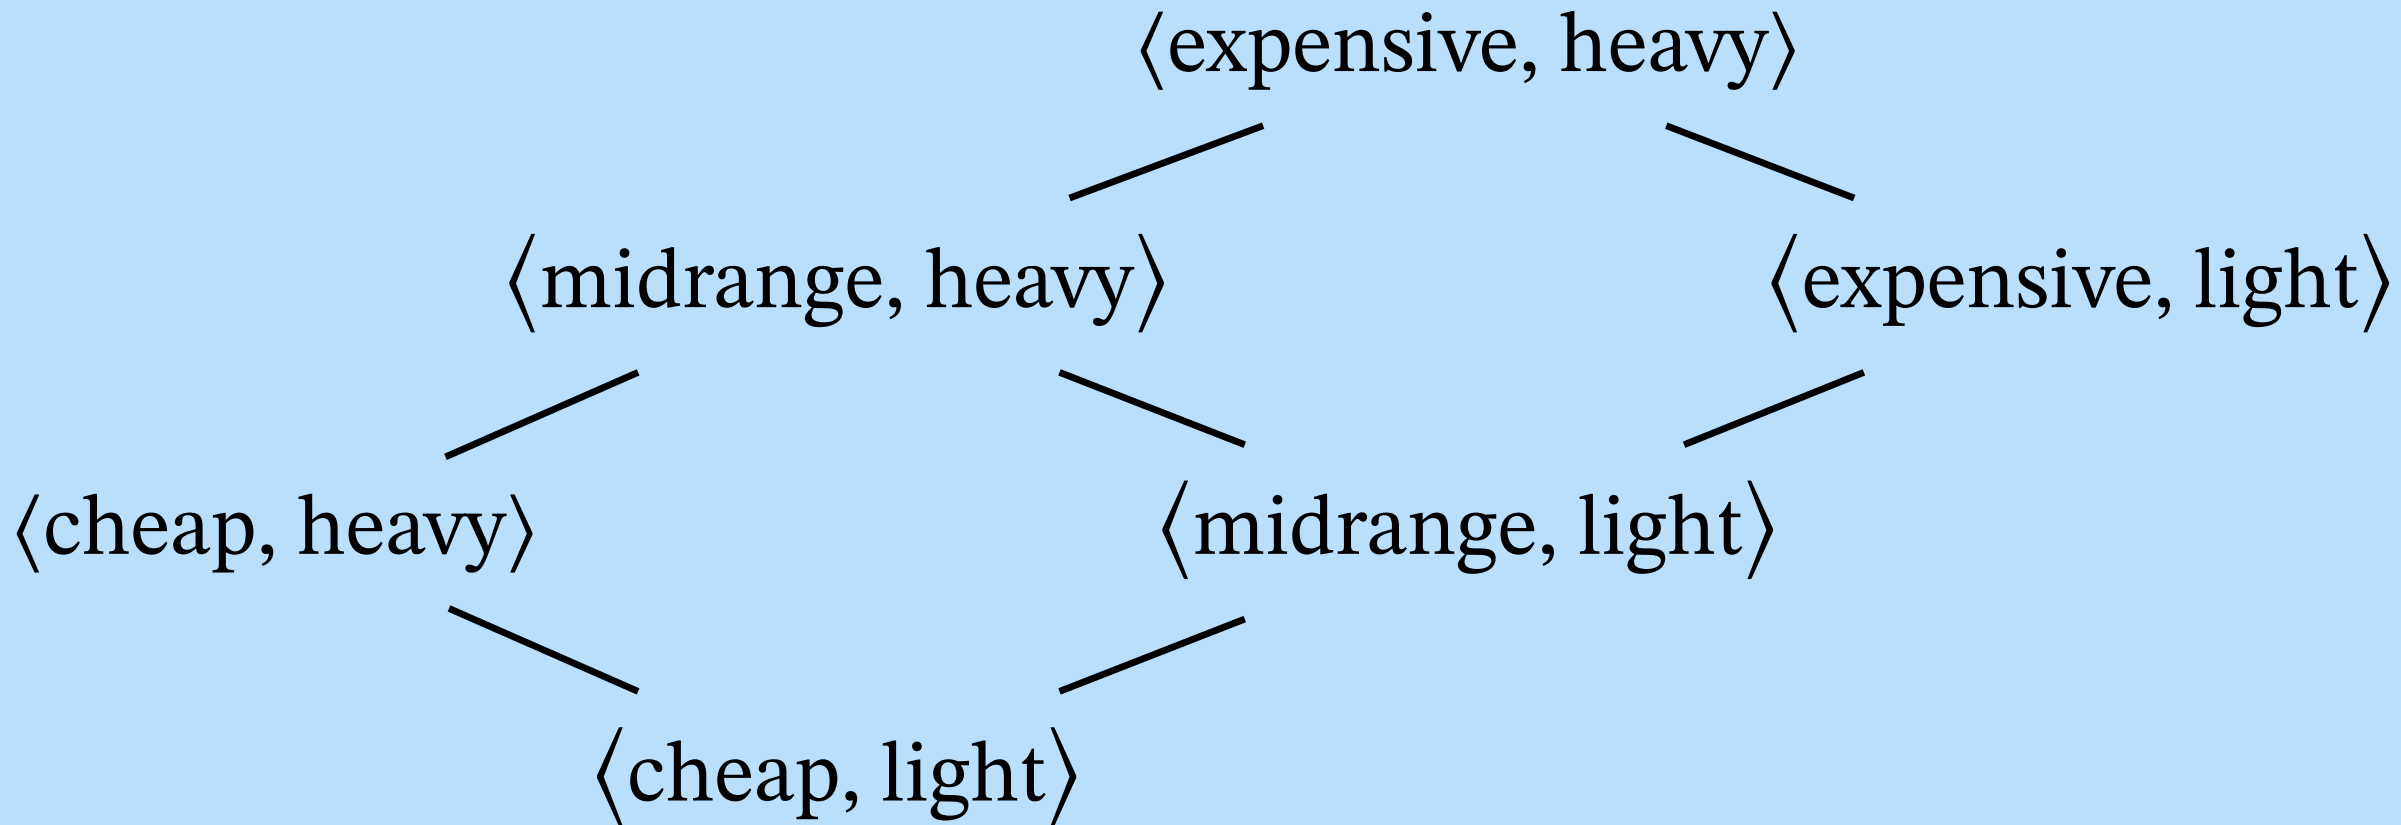 ⟨expensive, heavy⟩
⟨midrange, heavy⟩
⟨expensive, light⟩
⟨cheap, heavy⟩
⟨midrange, light⟩
⟨cheap, light⟩